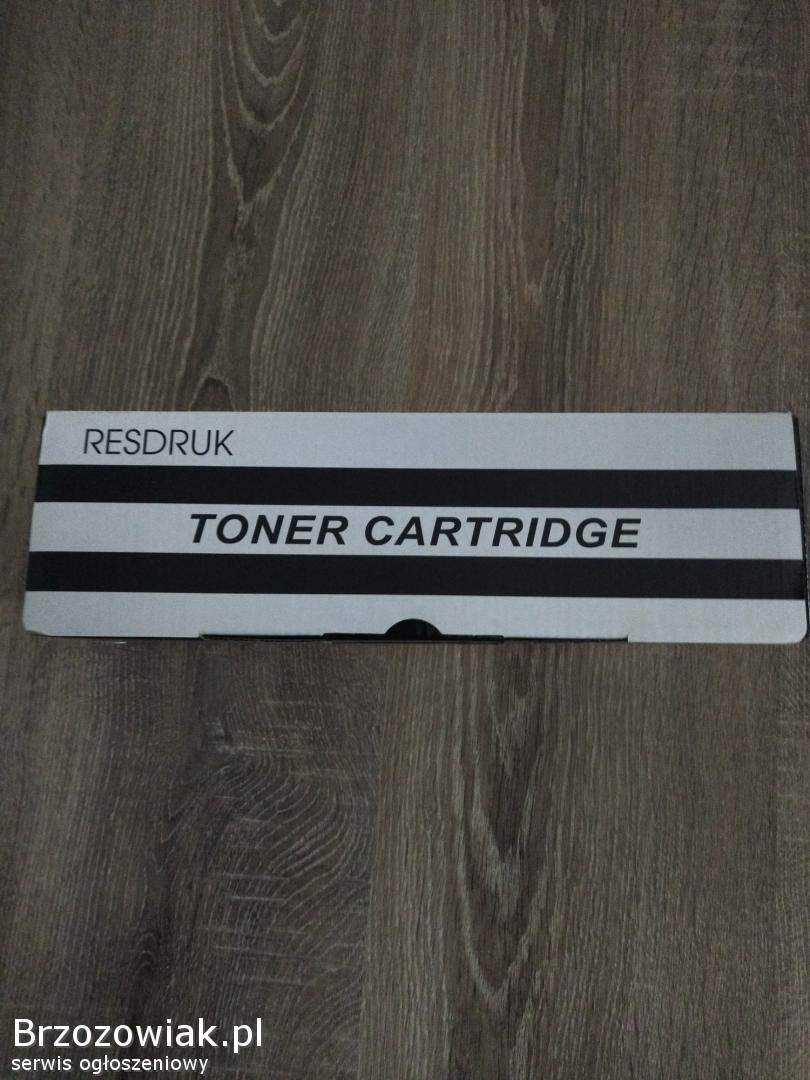 RESDRUK
TONER CARTRIDGE
Brzozowiak.pl
serwis ogłoszeniowy